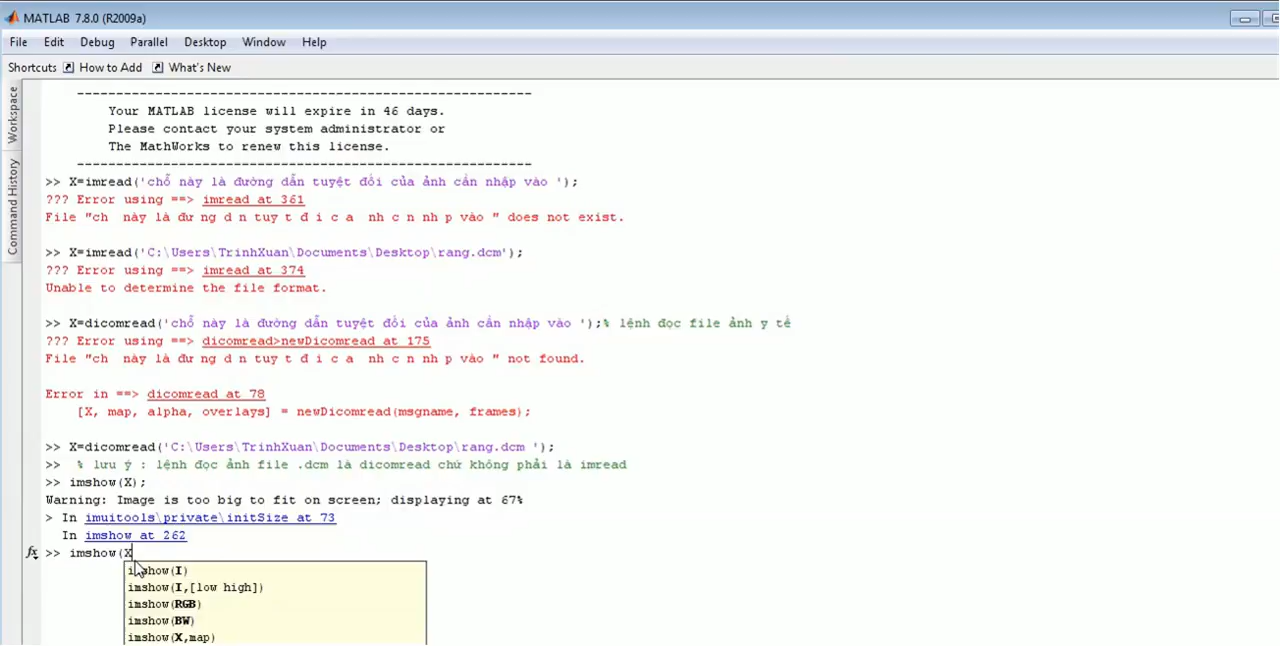 MATLAB 7.8.0 (R2009a)
File Edit Debug Parallel Desktop Window Help
Shortcuts How to Add What's New
Workspace
Command History
-----------------------------------------------------------
Your MATLAB license will expire in 46 days.
Please contact your system administrator or
The MathWorks to renew this license.
-----------------------------------------------------------
>> X=imread('chỗ này là đường dẫn tuyệt đối của ảnh cần nhập vào ');
??? Error using ==> imread at 361
File "ch  này là đư ng d n tuy t đ i c a  nh c n nh p vào " does not exist.
>> X=imread('C:\Users\TrinhXuan\Documents\Desktop\rang.dcm');
??? Error using ==> imread at 374
Unable to determine the file format.
>> X=dicomread('chỗ này là đường dẫn tuyệt đối của ảnh cần nhập vào ');% lệnh đọc file ảnh y tế
??? Error using ==> dicomread>newDicomread at 175
File "ch  này là đư ng d n tuy t đ i c a  nh c n nh p vào " not found.
Error in ==> dicomread at 78
[X, map, alpha, overlays] = newDicomread(msgname, frames);
>> X=dicomread('C:\Users\TrinhXuan\Documents\Desktop\rang.dcm ');
>> % lưu ý : lệnh đọc ảnh file .dcm là dicomread chứ không phải là imread
>> imshow(X);
Warning: Image is too big to fit on screen; displaying at 67%
> In imuitools\private\initSize at 73
In imshow at 262
fx >> imshow(X
imshow(I)
imshow(I,[low high])
imshow(RGB)
imshow(BW)
imshow(X,map)